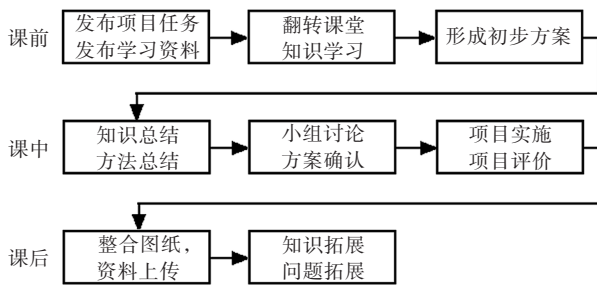 课前
发布项目任务
发布学习资料
翻转课堂
知识学习
形成初步方案
课中
知识总结
方法总结
小组讨论
方案确认
项目实施
项目评价
课后
整合图纸，
资料上传
知识拓展
问题拓展